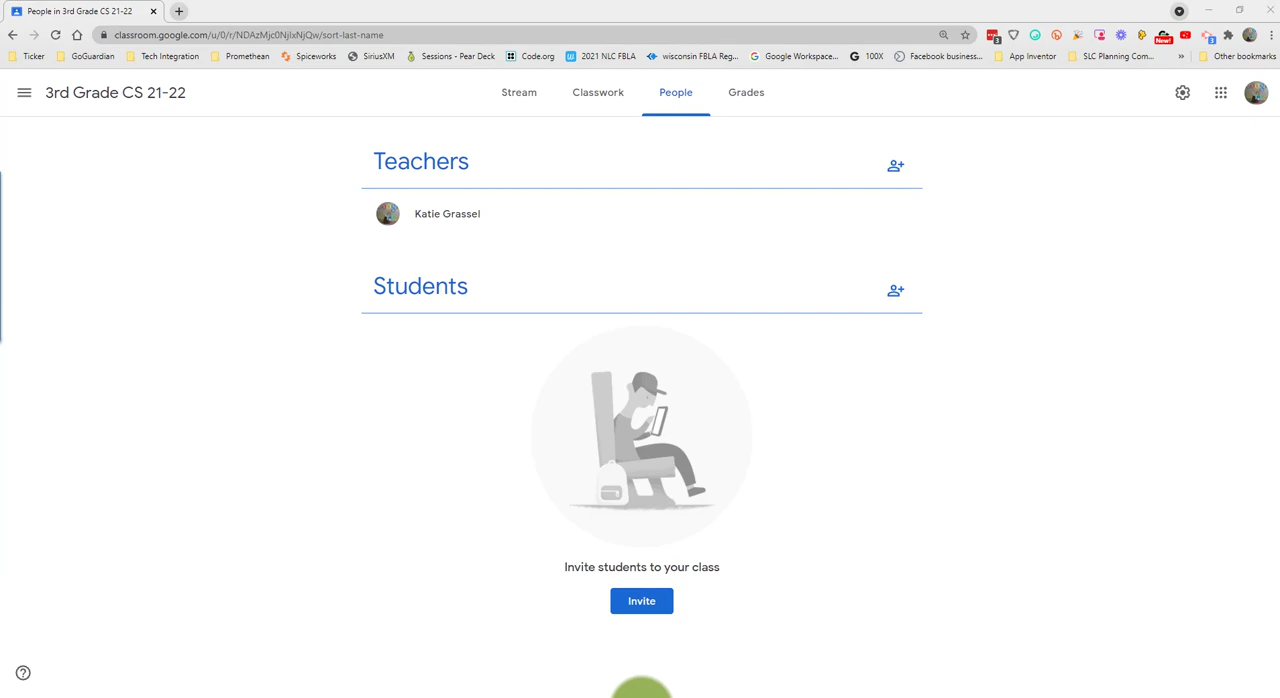 People in 3rd Grade CS 21-22
classroom.google.com/u/0/r/NDAzMjc0NjIxNjQw/sort-last-name
3
New!
3
Ticker GoGuardian Tech Integration Promethean Spiceworks SiriusXM Sessions - Pear Deck Code.org 2021 NLC FBLA wisconsin FBLA Reg... Google Workspace... 100X Facebook business... App Inventor SLC Planning Com... » Other bookmarks
3rd Grade CS 21-22 Stream Classwork People Grades
Teachers
Katie Grassel
Students
Invite students to your class
Invite